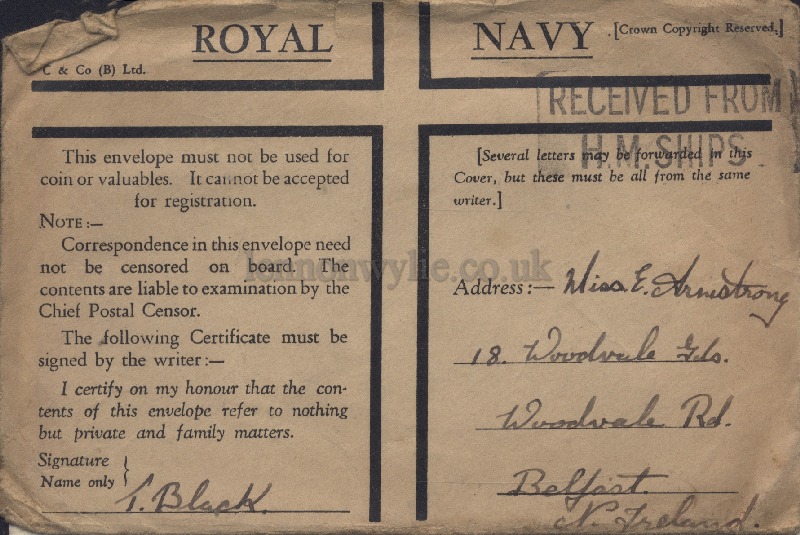 ROYAL NAVY
[Crown Copyright Reserved.]
C & Co (B) Ltd.
RECEIVED FROM
H.M. SHIPS
This envelope must not be used for
coin or valuables. It cannot be accepted
for registration.
NOTE:—
Correspondence in this envelope need
not be censored on board. The
contents are liable to examination by the
Chief Postal Censor.
The following Certificate must be
signed by the writer:—
I certify on my honour that the con-
tents of this envelope refer to nothing
but private and family matters.
Signature
Name only
T. Black.
[Several letters may be forwarded in this
Cover, but these must be all from the same
writer.]
Address:— Miss E. Armstrong
18. Woodvale Gds.
Woodvale Rd.
Belfast.
N. Ireland.
lennonwylie.co.uk